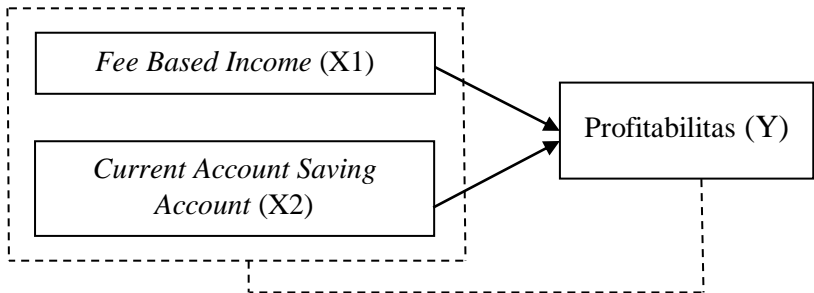 Fee Based Income (X1)
Profitabilitas (Y)
Current Account Saving
Account (X2)